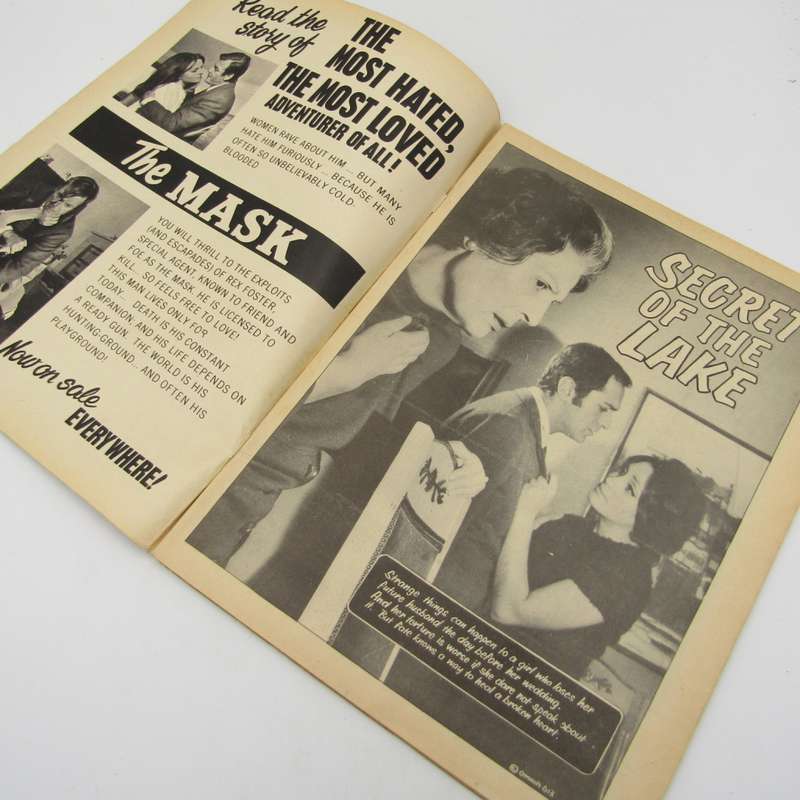 Read the
story of
THE
MOST HATED,
THE MOST LOVED
ADVENTURER OF ALL!
WOMEN RAVE ABOUT HIM... BUT MANY
HATE HIM FURIOUSLY... BECAUSE HE IS
OFTEN SO UNBELIEVABLY COLD-
BLOODED
The MASK
YOU WILL THRILL TO THE EXPLOITS
(AND ESCAPADES) OF REX FOSTER,
SPECIAL AGENT, KNOWN TO FRIEND AND
FOE AS THE MASK. HE IS LICENSED TO
KILL... SO FEELS FREE TO LOVE!
THIS MAN LIVES ONLY FOR
TODAY... DEATH IS HIS CONSTANT
COMPANION AND HIS LIFE DEPENDS ON
A READY GUN. THE WORLD IS HIS
HUNTING-GROUND... AND OFTEN HIS
PLAYGROUND!
Now on sale
EVERYWHERE!
SECRET
OF THE
LAKE
Strange things can happen to a girl who loses her
future husband the day before her wedding.
And her torture is worse if she dare not speak about
it. But Fate knows a way to heal a broken heart.
©